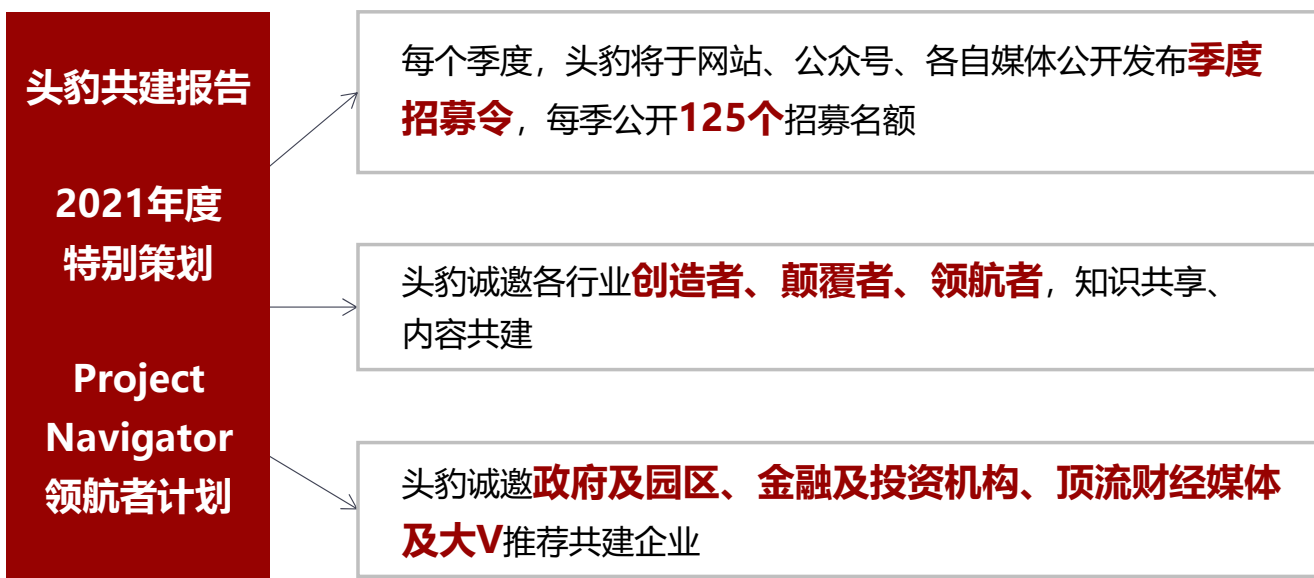 头豹共建报告
2021年度
特别策划
Project
Navigator
领航者计划
每个季度，头豹将于网站、公众号、各自媒体公开发布季度
招募令，每季公开125个招募名额
头豹诚邀各行业创造者、颠覆者、领航者，知识共享、
内容共建
头豹诚邀政府及园区、金融及投资机构、顶流财经媒体
及大V推荐共建企业